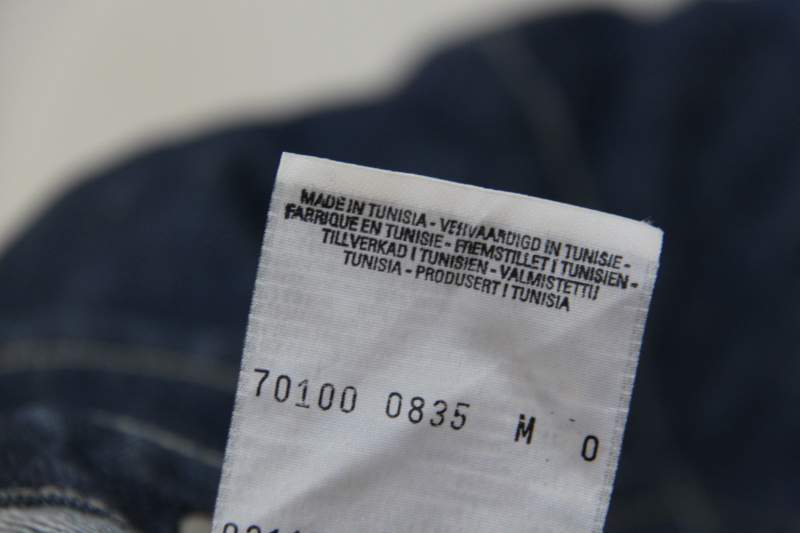 MADE IN TUNISIA - VERVAARDIGD IN TUNISIE -
FABRIQUE EN TUNISIE - FREMSTILLET I TUNISIEN -
TILLVERKAD I TUNISIEN - VALMISTETTU
TUNISIA - PRODUSERT I TUNISIA
70100 0835 M 0